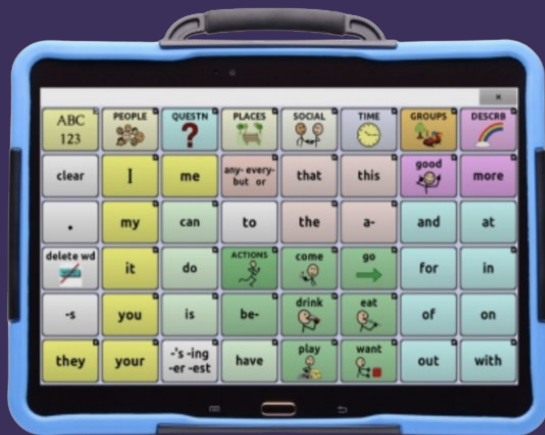 ×
ABC
123
PEOPLE
QUESTN
?
PLACES
SOCIAL
TIME
GROUPS
DESCRB
clear
I
me
any- every-
but or
that
this
good
more
.
my
can
to
the
a-
and
at
delete wd
it
do
ACTIONS
come
go
for
in
-s
you
is
be-
drink
eat
of
on
they
your
-'s -ing
-er -est
have
play
want
out
with